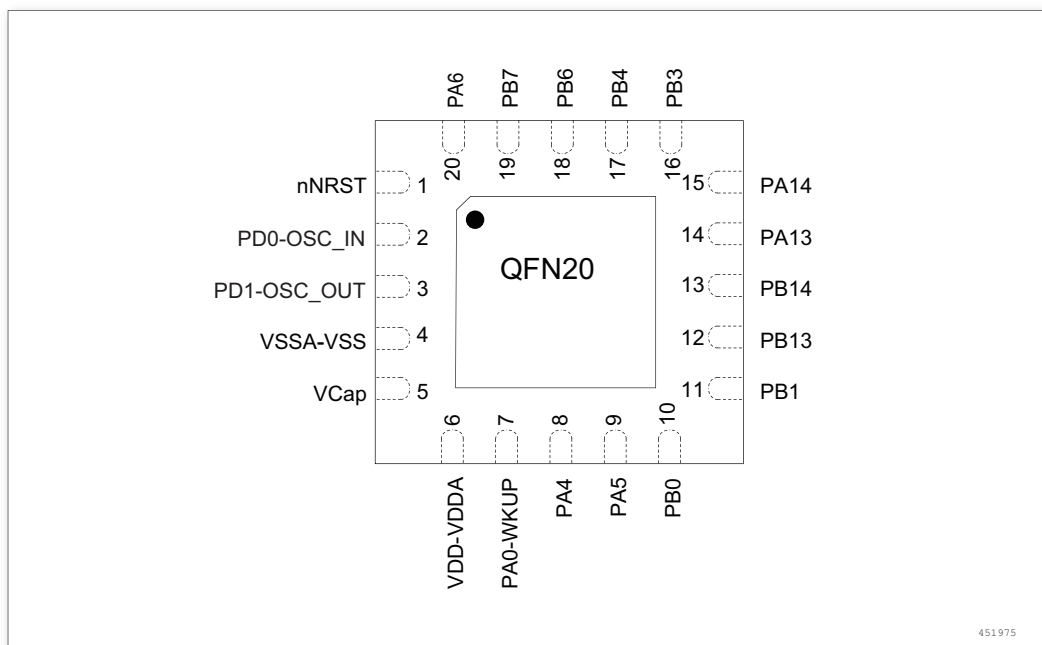 PA6
PB7
PB6
PB4
PB3
20
19
18
17
16
nNRST
1
15
PA14
PD0-OSC_IN
2
14
PA13
PD1-OSC_OUT
3
13
PB14
VSSA-VSS
4
12
PB13
VCap
5
11
PB1
QFN20
6
7
8
9
10
VDD-VDDA
PA0-WKUP
PA4
PA5
PB0
451975